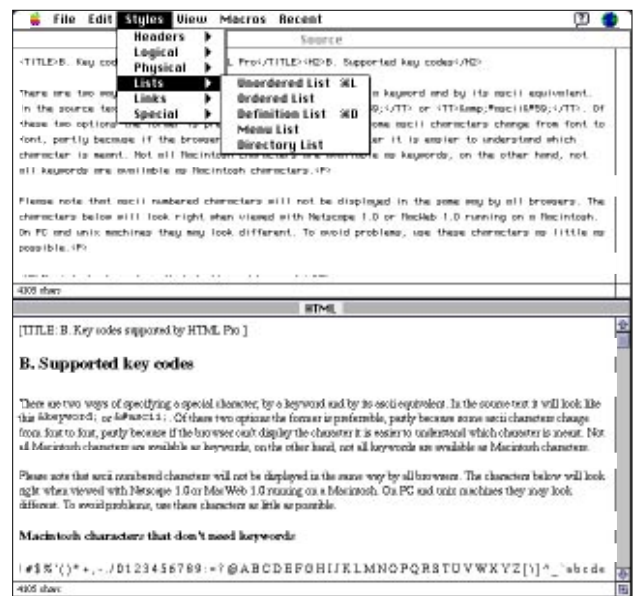 File Edit Styles View Macros Recent
Source
Headers
Logical
Physical
Lists
Links
Special
Unordered List ⌘L
Ordered List
Definition List ⌘D
Menu List
Directory List
<TITLE>B. Key cod L Pro</TITLE><H2>B. Supported key codes</H2>
There are two way a keyword and by its ascii equivalent.
In the source tex 9;</TT> or <TT>&amp;#ascii&#59;</TT>. Of
these two options the former is pre ome ascii characters change from font to
font, partly because if the browser er it is easier to understand which
character is meant. Not all Macintosh characters are available as keywords, on the other hand, not
all keywords are available as Macintosh characters.<P>
Please note that ascii numbered characters will not be displayed in the same way by all browsers. The
characters below will look right when viewed with Netscape 1.0 or MacWeb 1.0 running on a Macintosh.
On PC and unix machines they may look different. To avoid problems, use these characters as little as
possible.<P>
4105 chars
HTML
[TITLE: B. Key codes supported by HTML Pro ]
B. Supported key codes
There are two ways of specifying a special character, by a keyword and by its ascii equivalent. In the source text it will look like
this &keyword; or &#ascii; . Of these two options the former is preferable, partly because some ascii characters change
from font to font, partly because if the browser can't display the character it is easier to understand which character is meant. Not
all Macintosh characters are available as keywords, on the other hand, not all keywords are available as Macintosh characters.
Please note that ascii numbered characters will not be displayed in the same way by all browsers. The characters below will look
right when viewed with Netscape 1.0 or MacWeb 1.0 running on a Macintosh. On PC and unix machines they may look
different. To avoid problems, use these characters as little as possible.
Macintosh characters that don't need keywords
!#$%'()*+,-./0123456789:=?@ABCDEFGHIJKLMNOPQRSTUVWXYZ[\]^_`abcde
4105 chars